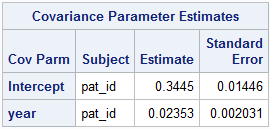 Covariance Parameter Estimates
Cov Parm Subject Estimate Standard Error
Intercept pat_id 0.3445 0.01446
year pat_id 0.02353 0.002031